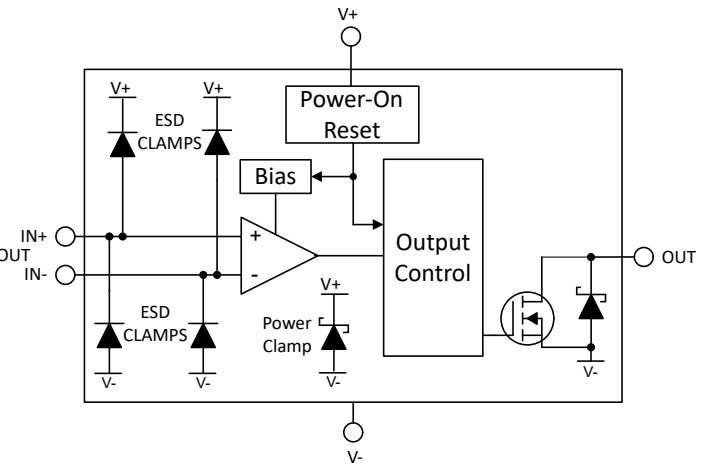 V+
V+
V+
ESD
CLAMPS
Power-On
Reset
Bias
IN+
OUT
IN-
+
-
Output
Control
OUT
V+
ESD
CLAMPS
Power
Clamp
V-
V-
V-
V-
V-